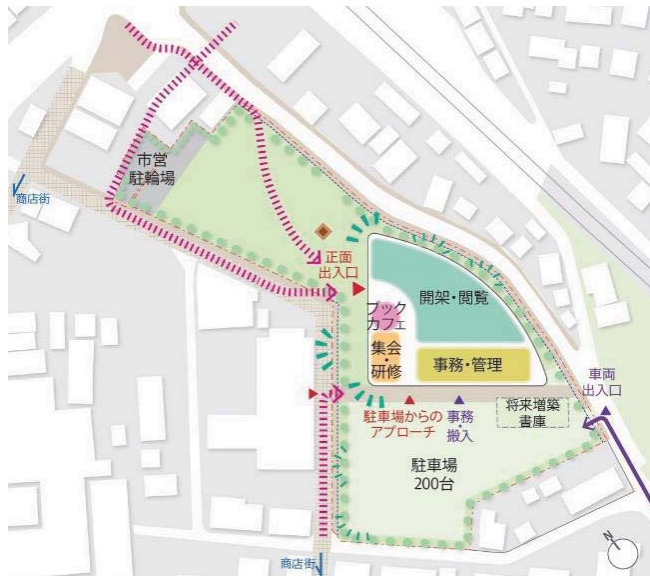 市営
駐輪場
商店街
正面
出入口
開架・閲覧
ブック
カフェ
集会
・
研修
事務・管理
車両
出入口
駐車場からの
アプローチ
事務
・
搬入
将来増築
書庫
駐車場
200台
商店街
N